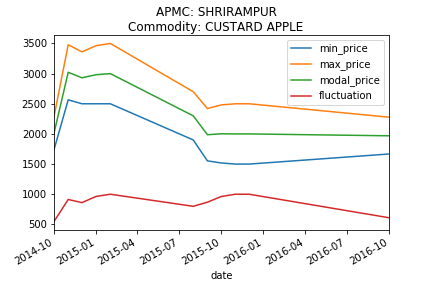 APMC: SHRIRAMPUR
Commodity: CUSTARD APPLE
min_price
max_price
modal_price
fluctuation
3500
3000
2500
2000
1500
1000
500
2014-10
2015-01
2015-04
2015-07
2015-10
2016-01
2016-04
2016-07
2016-10
date